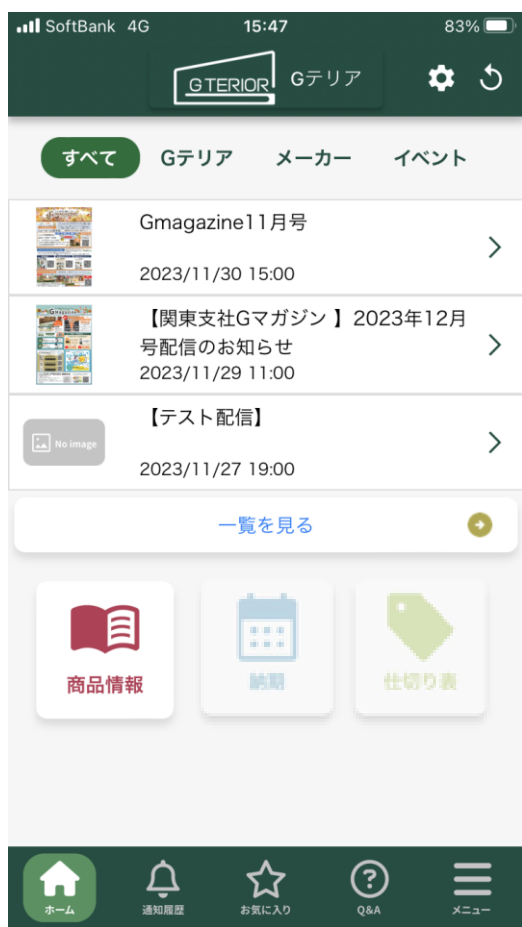 SoftBank 4G 15:47 83%
GTERIOR Gテリア
すべて Gテリア メーカー イベント
Gmagazine11月号
2023/11/30 15:00
【関東支社Gマガジン 】2023年12月
号配信のお知らせ
2023/11/29 11:00
No image
【テスト配信】
2023/11/27 19:00
一覧を見る
商品情報 納期 仕切り表
ホーム 通知履歴 お気に入り Q&A メニュー